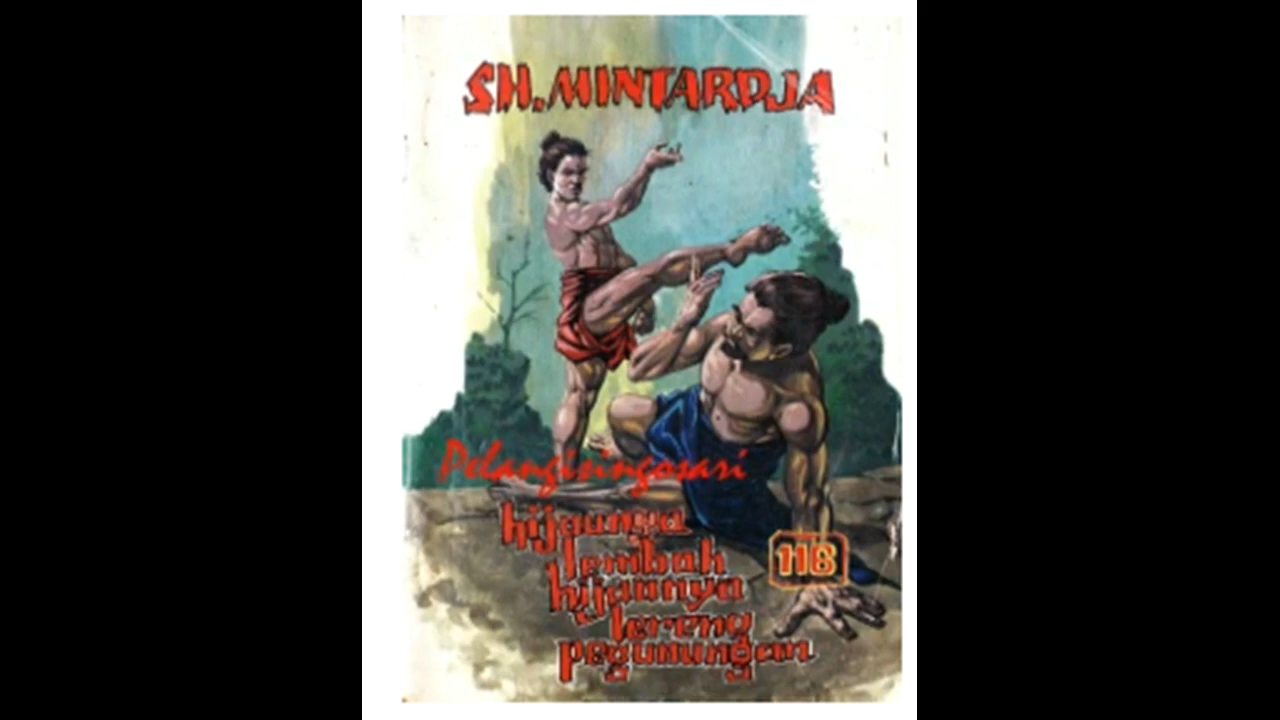 SH. MINTARDJA
Pelangisingosari
hijaunya
lembah
hijaunya
lereng
pegunungan
118